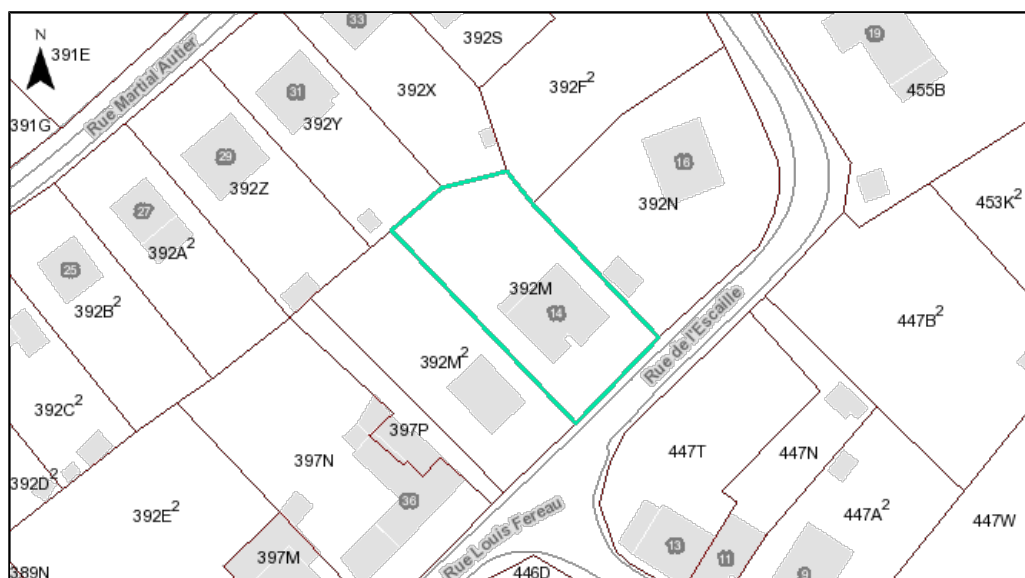 33
N
392S
391E
19
Rue Martial Autier
392F²
392X
455B
31
391G
392Y
29
16
392Z
392N
453K²
27
392A²
25
392M
392B²
14
447B²
Rue de l'Escaille
392M²
392C²
397P
397N
447T
447N
392D²
36
392E²
447A²
447W
Rue Louis Fereau
13
397M
11
9
389N
446D